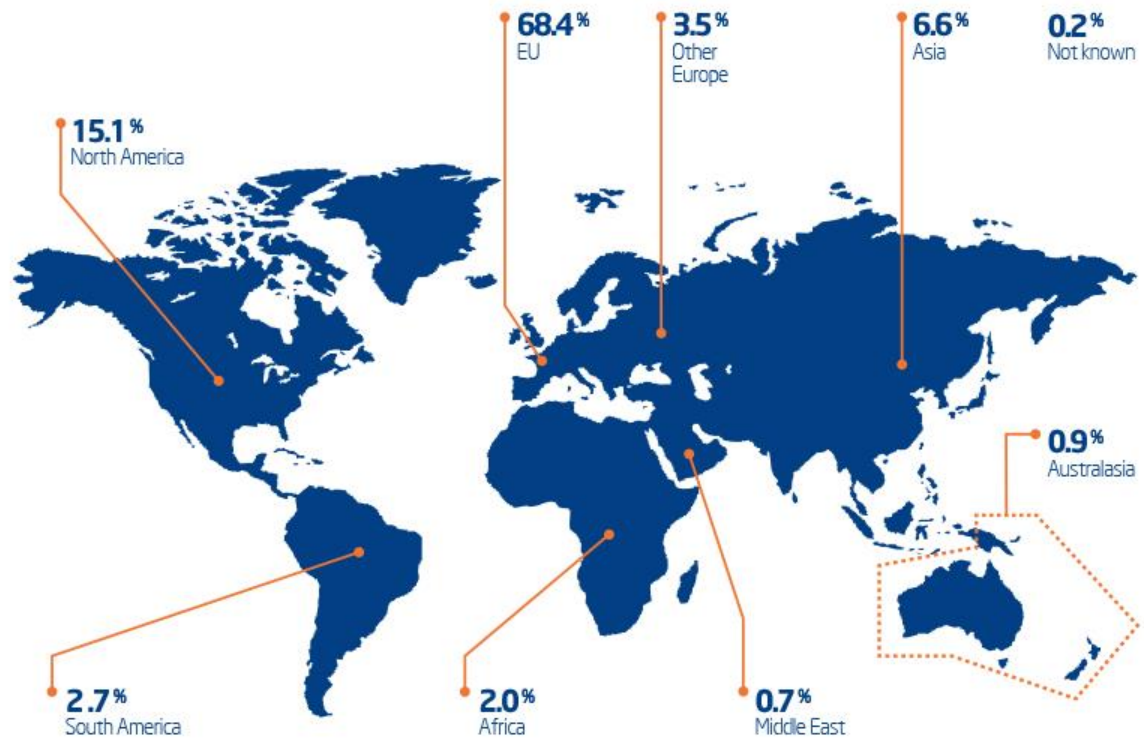 68.4%
EU
3.5%
Other
Europe
6.6%
Asia
0.2%
Not known
15.1%
North America
0.9%
Australasia
2.7%
South America
2.0%
Africa
0.7%
Middle East